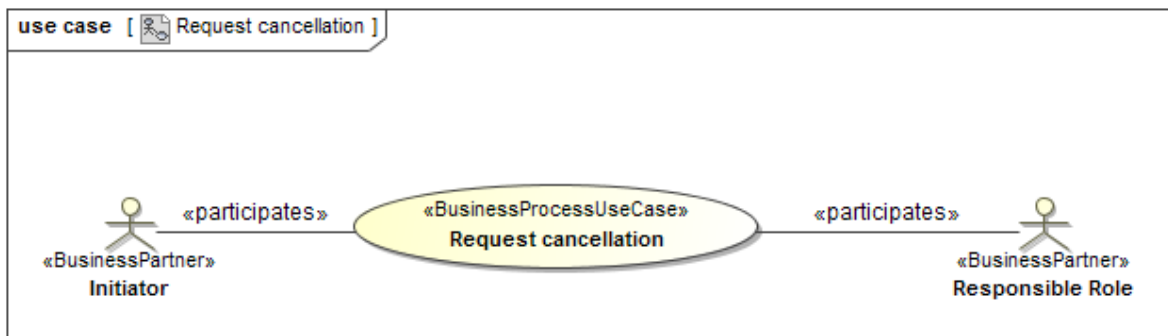 use case [ Request cancellation ]
«participates»
«BusinessProcessUseCase»
Request cancellation
«participates»
«BusinessPartner»
Initiator
«BusinessPartner»
Responsible Role